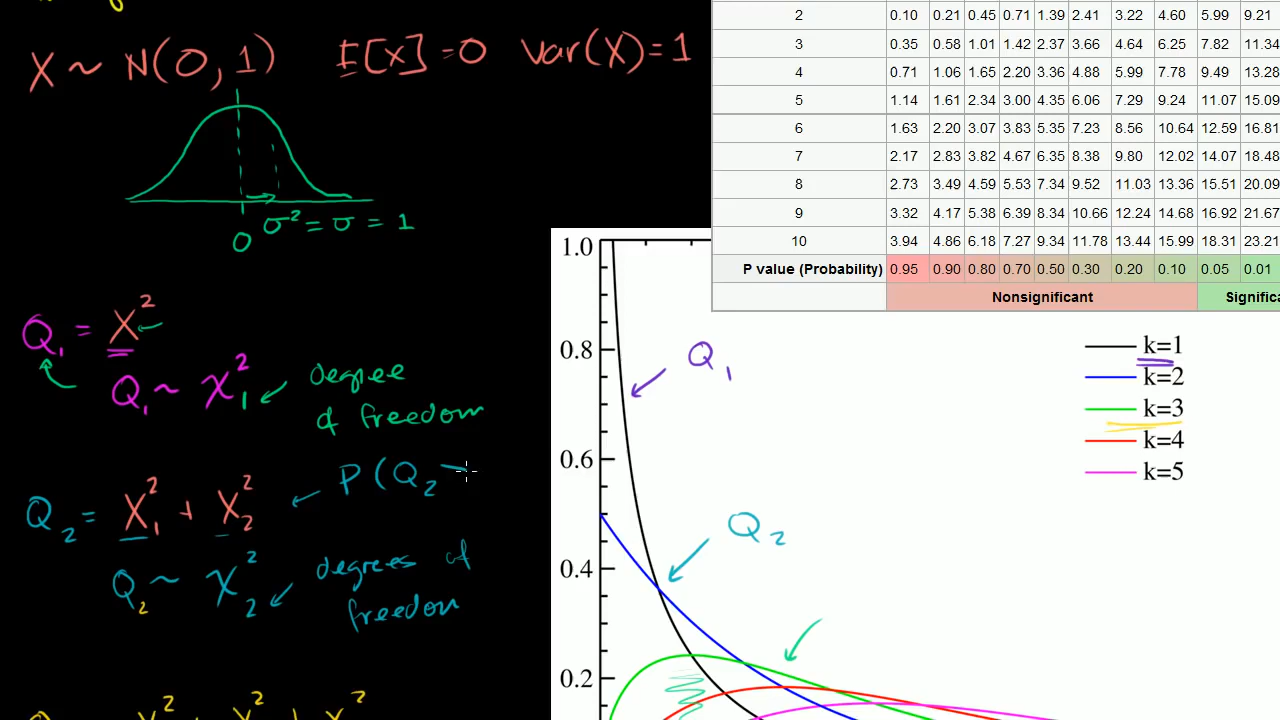 X ~ N(0, 1) E[X]=0 Var(X)=1
0 σ² = σ = 1
Q₁ = X²
Q₁ ~ χ²₁ degree
of freedom
Q₂ = X₁² + X₂² P(Q₂
Q₂ ~ χ²₂ degrees of
freedom
2 0.10 0.21 0.45 0.71 1.39 2.41 3.22 4.60 5.99 9.21
3 0.35 0.58 1.01 1.42 2.37 3.66 4.64 6.25 7.82 11.34
4 0.71 1.06 1.65 2.20 3.36 4.88 5.99 7.78 9.49 13.28
5 1.14 1.61 2.34 3.00 4.35 6.06 7.29 9.24 11.07 15.09
6 1.63 2.20 3.07 3.83 5.35 7.23 8.56 10.64 12.59 16.81
7 2.17 2.83 3.82 4.67 6.35 8.38 9.80 12.02 14.07 18.48
8 2.73 3.49 4.59 5.53 7.34 9.52 11.03 13.36 15.51 20.09
9 3.32 4.17 5.38 6.39 8.34 10.66 12.24 14.68 16.92 21.67
10 3.94 4.86 6.18 7.27 9.34 11.78 13.44 15.99 18.31 23.21
P value (Probability) 0.95 0.90 0.80 0.70 0.50 0.30 0.20 0.10 0.05 0.01
Nonsignificant Significa
1.0
0.8
0.6
0.4
0.2
Q₁
Q₂
k=1
k=2
k=3
k=4
k=5